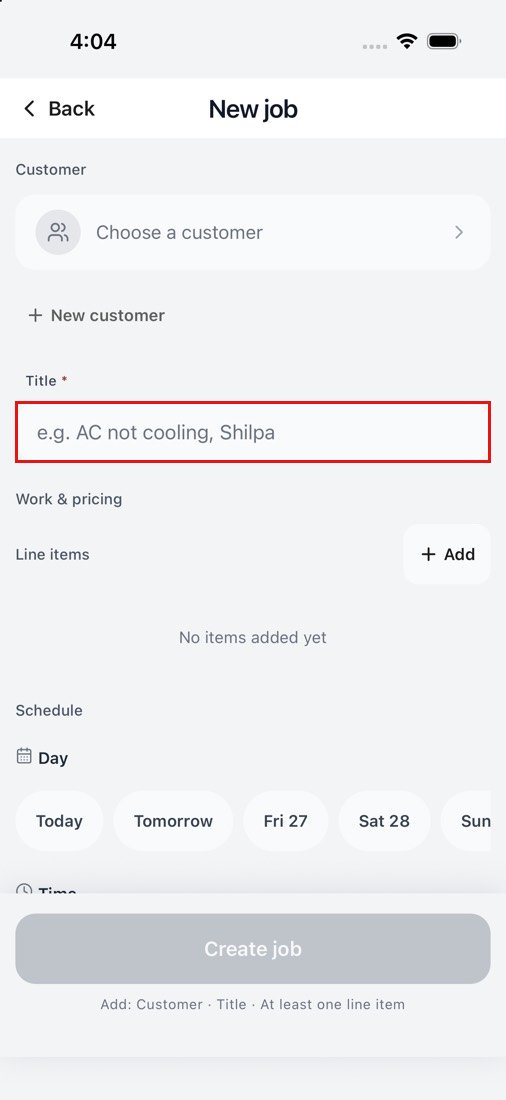 4:04
Back
New job
Customer
Choose a customer
+ New customer
Title *
e.g. AC not cooling, Shilpa
Work & pricing
Line items
+ Add
No items added yet
Schedule
Day
Today
Tomorrow
Fri 27
Sat 28
Sun
Time
Create job
Add: Customer · Title · At least one line item